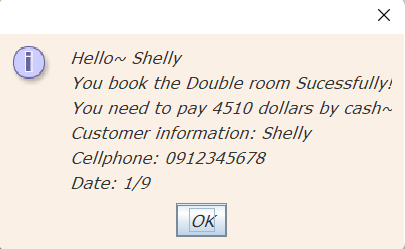 Hello~ Shelly
You book the Double room Sucessfully!
You need to pay 4510 dollars by cash~
Customer information: Shelly
Cellphone: 0912345678
Date: 1/9
OK